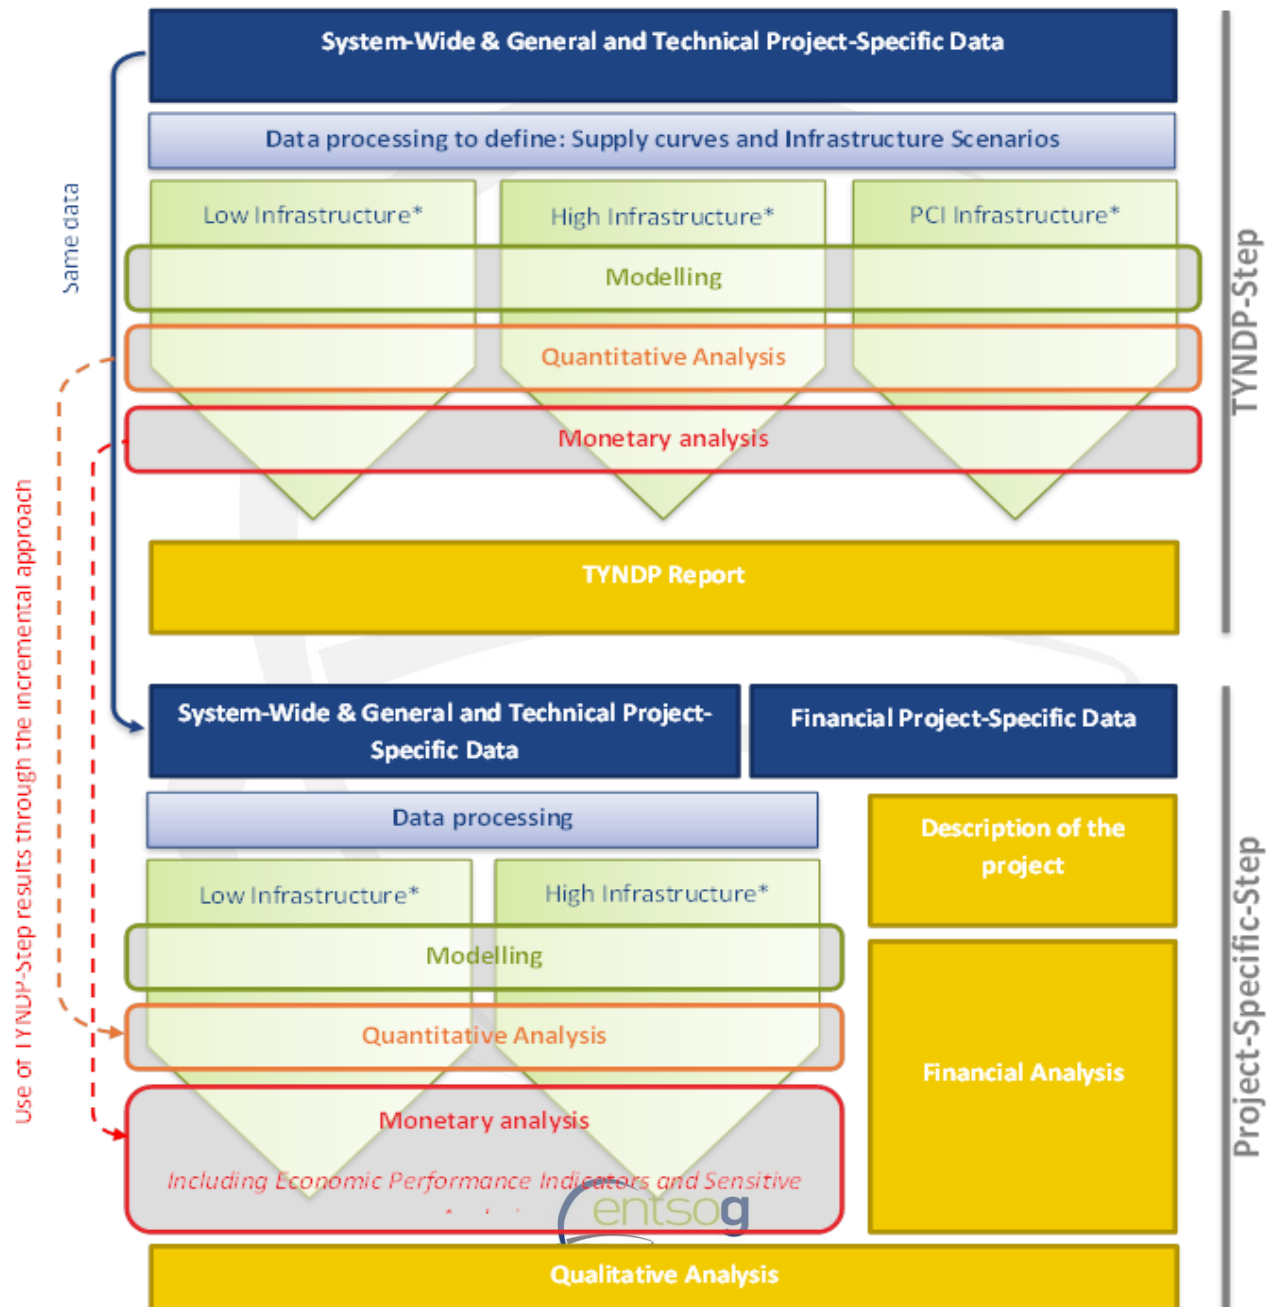 System-Wide & General and Technical Project-Specific Data
Data processing to define: Supply curves and Infrastructure Scenarios
Low Infrastructure*
High Infrastructure*
PCI Infrastructure*
Modelling
Quantitative Analysis
Monetary analysis
TYNDP Report
TYNDP-Step
Same data
Use of TYNDP-Step results through the incremental approach
System-Wide & General and Technical Project-
Specific Data
Financial Project-Specific Data
Data processing
Low Infrastructure*
High Infrastructure*
Modelling
Quantitative Analysis
Monetary analysis
Including Economic Performance Indicators and Sensitive
Description of the
project
Financial Analysis
entsog
Qualitative Analysis
Project-Specific-Step